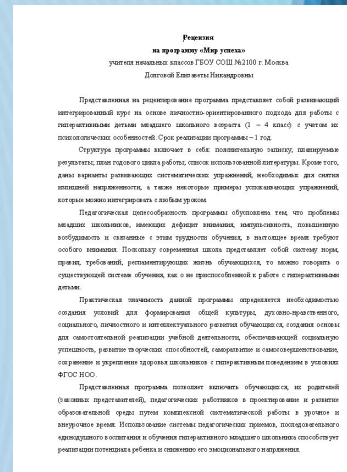 Рецензия
на программу «Мир успеха»
учителя начальных классов ГБОУ СОШ №2100 г. Москва
Долговой Елизаветы Никандровны
Представленная на рецензирование программа представляет собой развивающий
интегрированный курс на основе личностно-ориентированного подхода для работы с
гиперактивными детьми младшего школьного возраста (1 – 4 класс) с учетом их
психологических особенностей. Срок реализации программы – 1 год.
Структура программы включает в себя: пояснительную записку, планируемые
результаты, план годового цикла работы, список использованной литературы. Кроме того,
даны варианты развивающих систематических упражнений, необходимых для снятия
излишней напряженности, а также некоторые примеры успокаивающих упражнений,
которые можно интегрировать с любым уроком.
Педагогическая целесообразность программы обусловлена тем, что проблемы
младших школьников, имеющих дефицит внимания, импульсивность, повышенную
возбудимость и связанные с этим трудности обучения, в настоящее время требуют
особого внимания. Поскольку современная школа представляет собой систему норм,
правил, требований, регламентирующих жизнь обучающихся, то можно говорить о
существующей системе обучения, как о не приспособленной к работе с гиперактивными
детьми.
Практическая значимость данной программы определяется необходимостью
создания условий для формирования общей культуры, духовно-нравственного,
социального, личностного и интеллектуального развития обучающихся, создания основы
для самостоятельной реализации учебной деятельности, обеспечивающей социальную
успешность, развитие творческих способностей, саморазвитие и самосовершенствование,
сохранение и укрепление здоровья школьников с гиперактивным поведением в условиях
ФГОС НОО.
Представленная программа позволяет включить обучающихся, их родителей
(законных представителей), педагогических работников в проектирование и развитие
образовательной среды путем комплексной систематической работы в урочное и
внеурочное время. Использование системы педагогических приемов, последовательного
единодушного воспитания и обучения гиперактивного младшего школьника способствует
реализации потенциала ребенка и снижению его эмоционального напряжения.